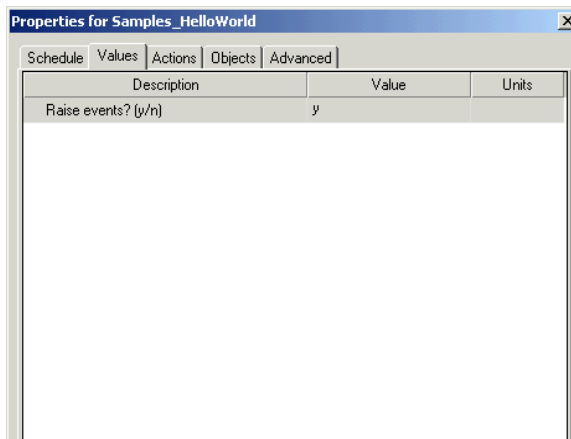 Properties for Samples_HelloWorld
Schedule Values Actions Objects Advanced
Description Value Units
Raise events? (y/n) y